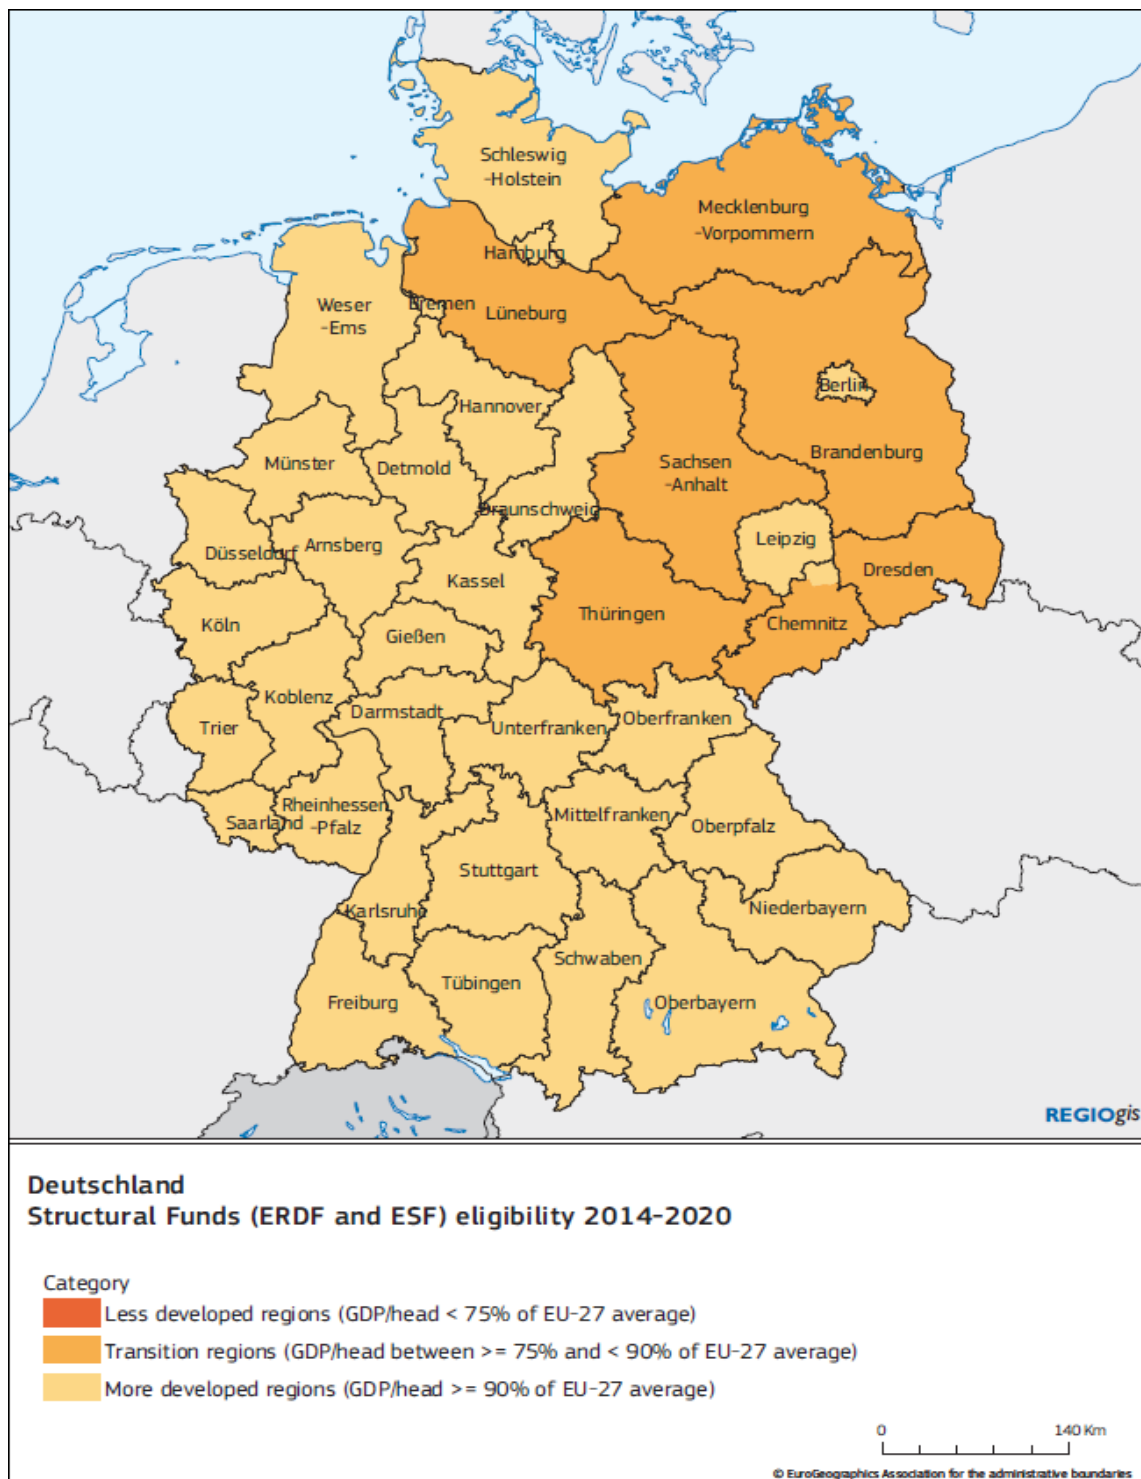 Schleswig
-Holstein
Mecklenburg
-Vorpommern
Hamburg
Bremen
Lüneburg
Weser
-Ems
Berlin
Hannover
Brandenburg
Münster
Detmold
Sachsen
-Anhalt
Braunschweig
Leipzig
Düsseldorf
Arnsberg
Kassel
Dresden
Thüringen
Chemnitz
Köln
Gießen
Koblenz
Darmstadt
Trier
Unterfranken
Oberfranken
Rheinhessen
-Pfalz
Saarland
Mittelfranken
Oberpfalz
Stuttgart
Karlsruhe
Niederbayern
Schwaben
Tübingen
Freiburg
Oberbayern
REGIOgis
Deutschland
Structural Funds (ERDF and ESF) eligibility 2014-2020
Category
Less developed regions (GDP/head < 75% of EU-27 average)
Transition regions (GDP/head between >= 75% and < 90% of EU-27 average)
More developed regions (GDP/head >= 90% of EU-27 average)
0 140 Km
© EuroGeographics Association for the administrative boundaries